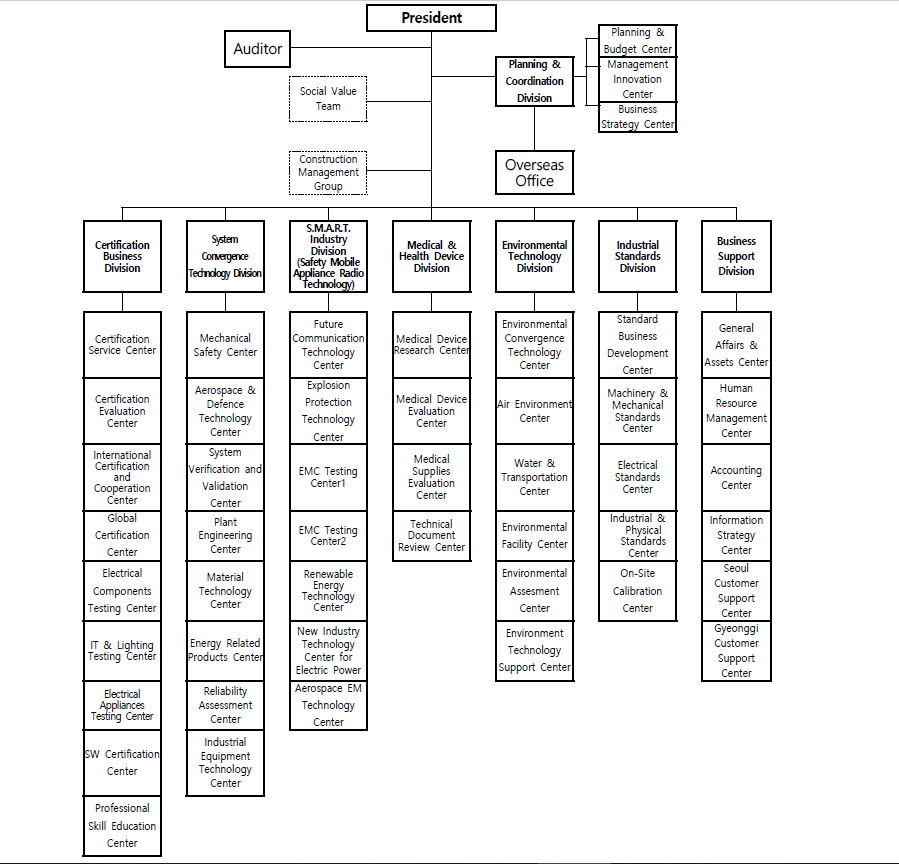 President
Auditor
Planning &
Coordination
Division
Planning &
Budget Center
Management
Innovation
Center
Business
Strategy Center
Social Value
Team
Construction
Management
Group
Overseas
Office
Certification
Business
Division
System
Convergence
Technology Division
S.M.A.R.T.
Industry
Division
(Safety Mobile
Appliance Radio
Technology)
Medical &
Health Device
Division
Environmental
Technology
Division
Industrial
Standards
Division
Business
Support
Division
Certification
Service Center
Certification
Evaluation
Center
International
Certification
and
Cooperation
Center
Global
Certification
Center
Electrical
Components
Testing Center
IT & Lighting
Testing Center
Electrical
Appliances
Testing Center
SW Certification
Center
Professional
Skill Education
Center
Mechanical
Safety Center
Aerospace &
Defence
Technology
Center
System
Verification and
Validation
Center
Plant
Engineering
Center
Material
Technology
Center
Energy Related
Products Center
Reliability
Assessment
Center
Industrial
Equipment
Technology
Center
Future
Communication
Technology
Center
Explosion
Protection
Technology
Center
EMC Testing
Center1
EMC Testing
Center2
Renewable
Energy
Technology
Center
New Industry
Technology
Center for
Electric Power
Aerospace EM
Technology
Center
Medical Device
Research Center
Medical Device
Evaluation
Center
Medical
Supplies
Evaluation
Center
Technical
Document
Review Center
Environmental
Convergence
Technology
Center
Air Environment
Center
Water &
Transportation
Center
Environmental
Facility Center
Environmental
Assesment
Center
Environment
Technology
Support Center
Standard
Business
Development
Center
Machinery &
Mechanical
Standards
Center
Electrical
Standards
Center
Industrial &
Physical
Standards
Center
On-Site
Calibration
Center
General
Affairs &
Assets Center
Human
Resource
Management
Center
Accounting
Center
Information
Strategy
Center
Seoul
Customer
Support
Center
Gyeonggi
Customer
Support
Center